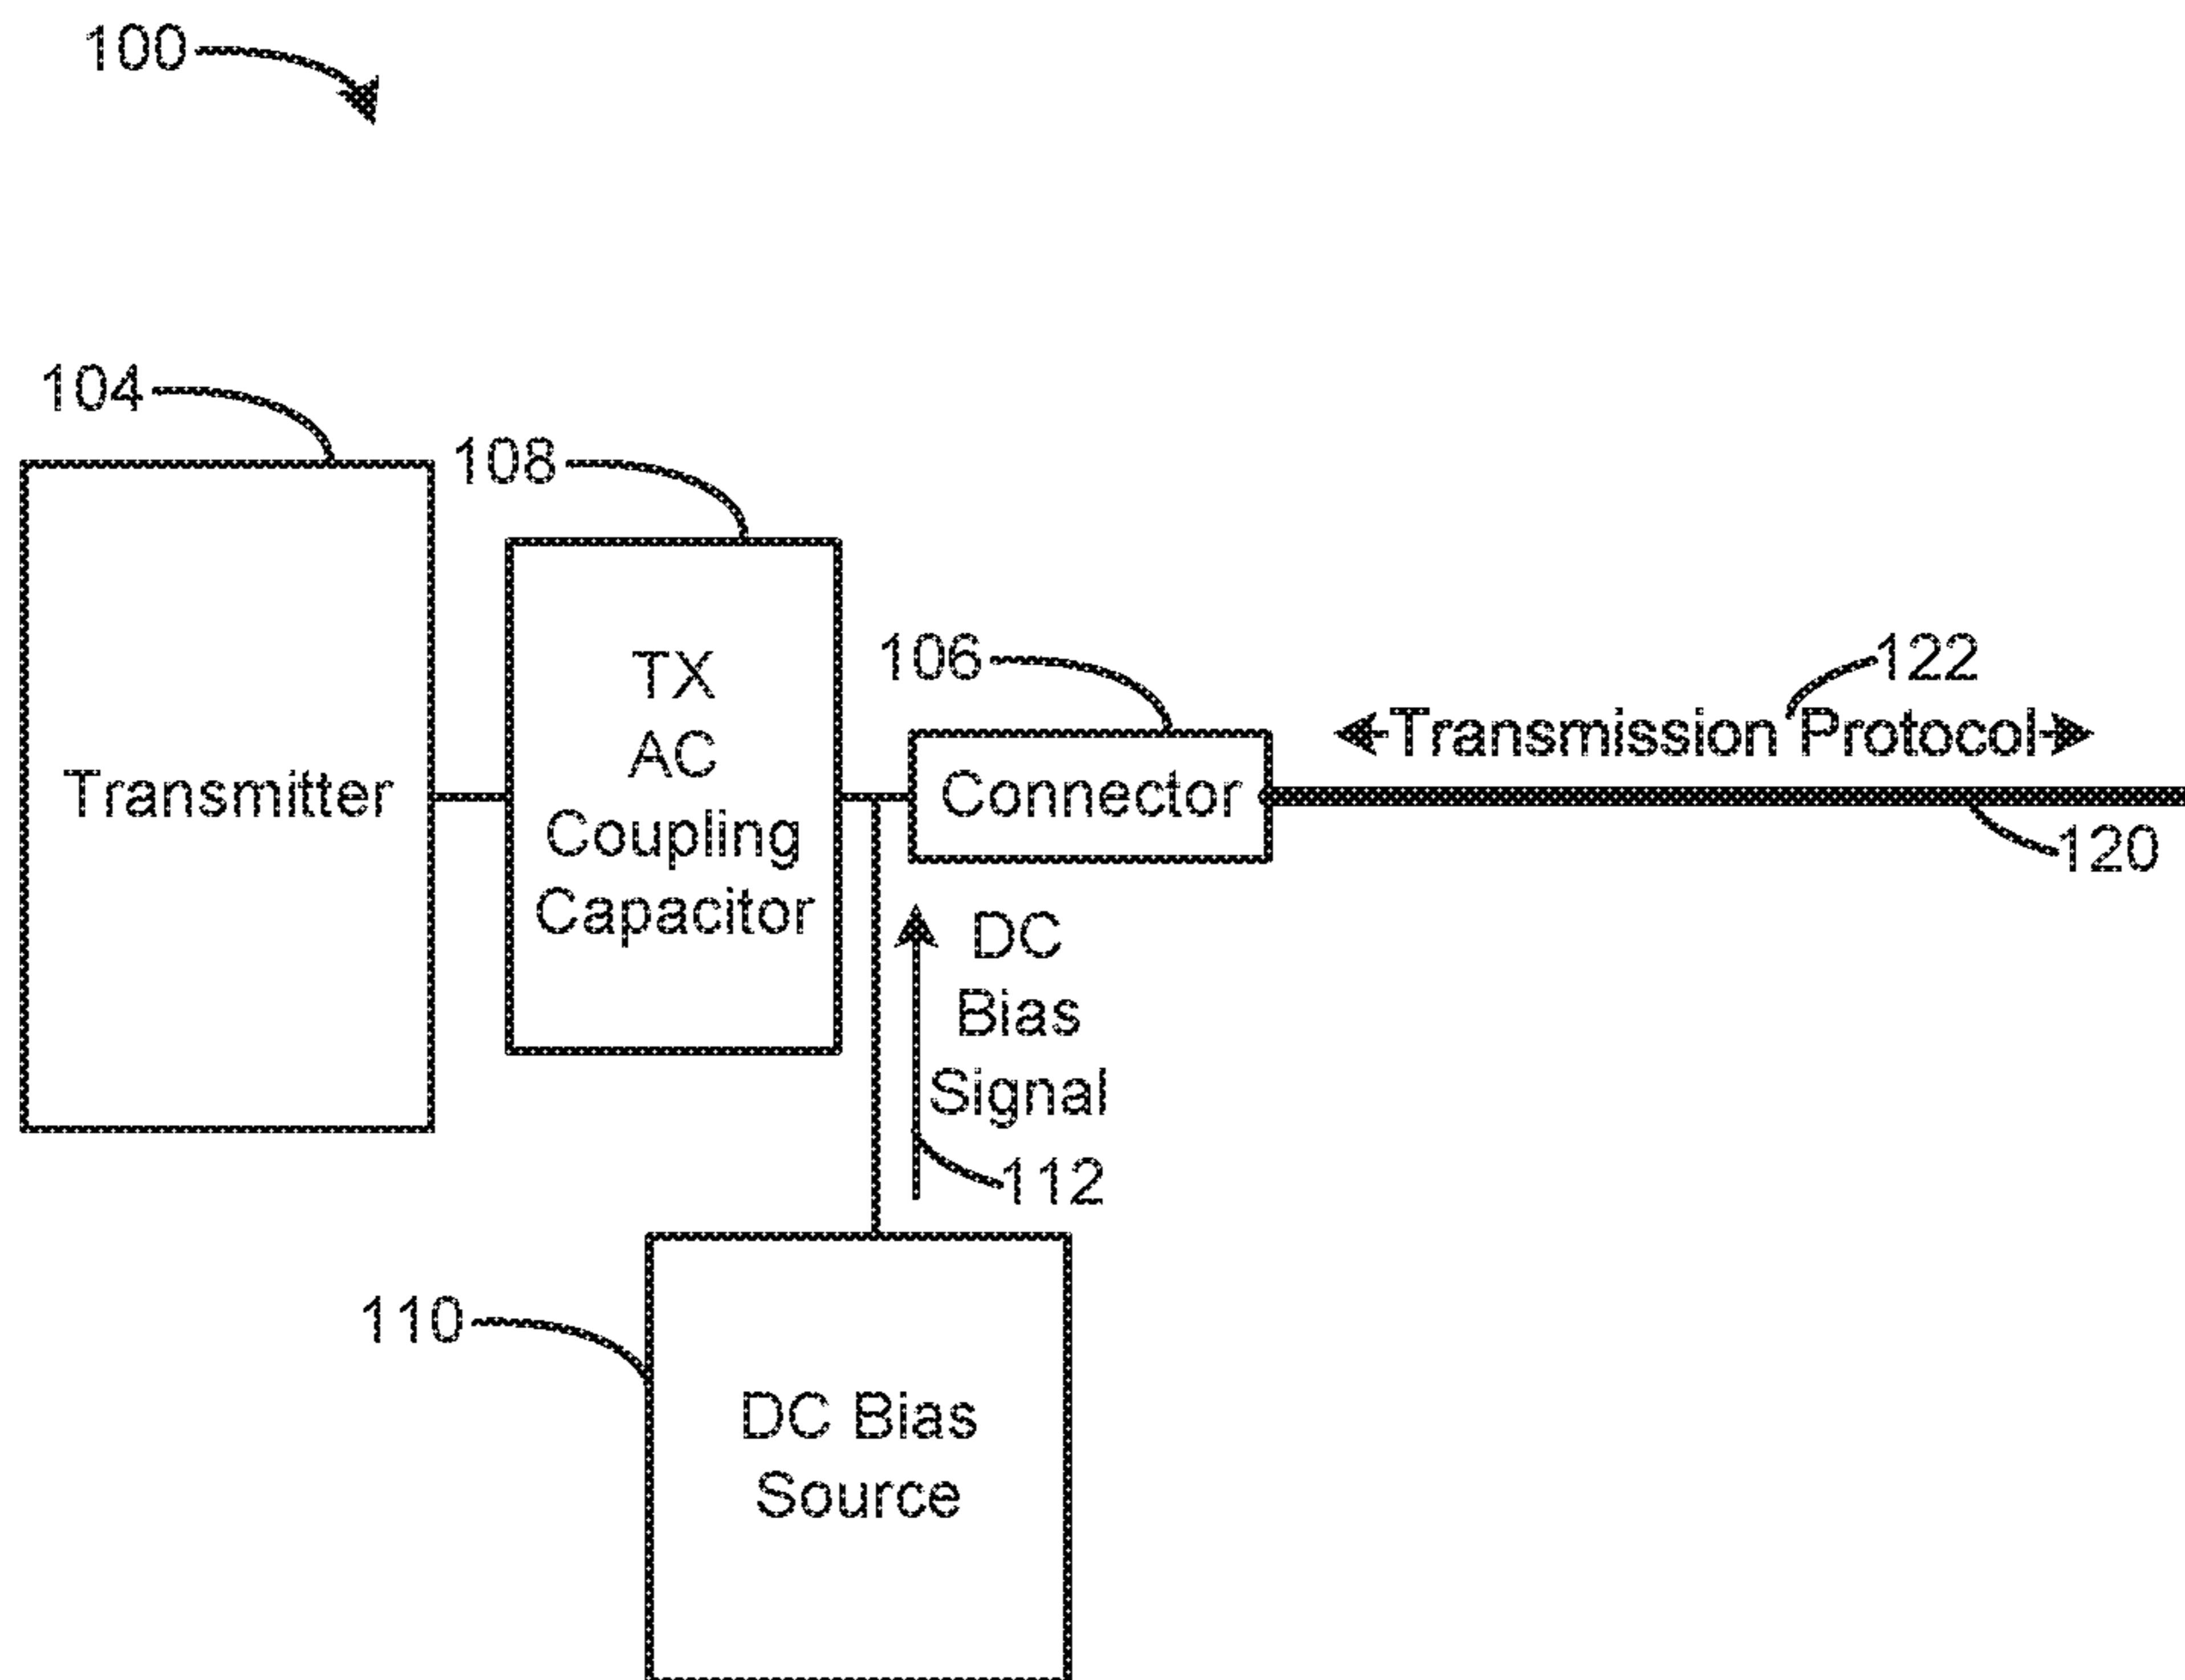 100
104
108
TX
AC
Coupling
Capacitor
Transmitter
106
Connector
122
Transmission Protocol
120
DC
Bias
Signal
112
110
DC Bias
Source